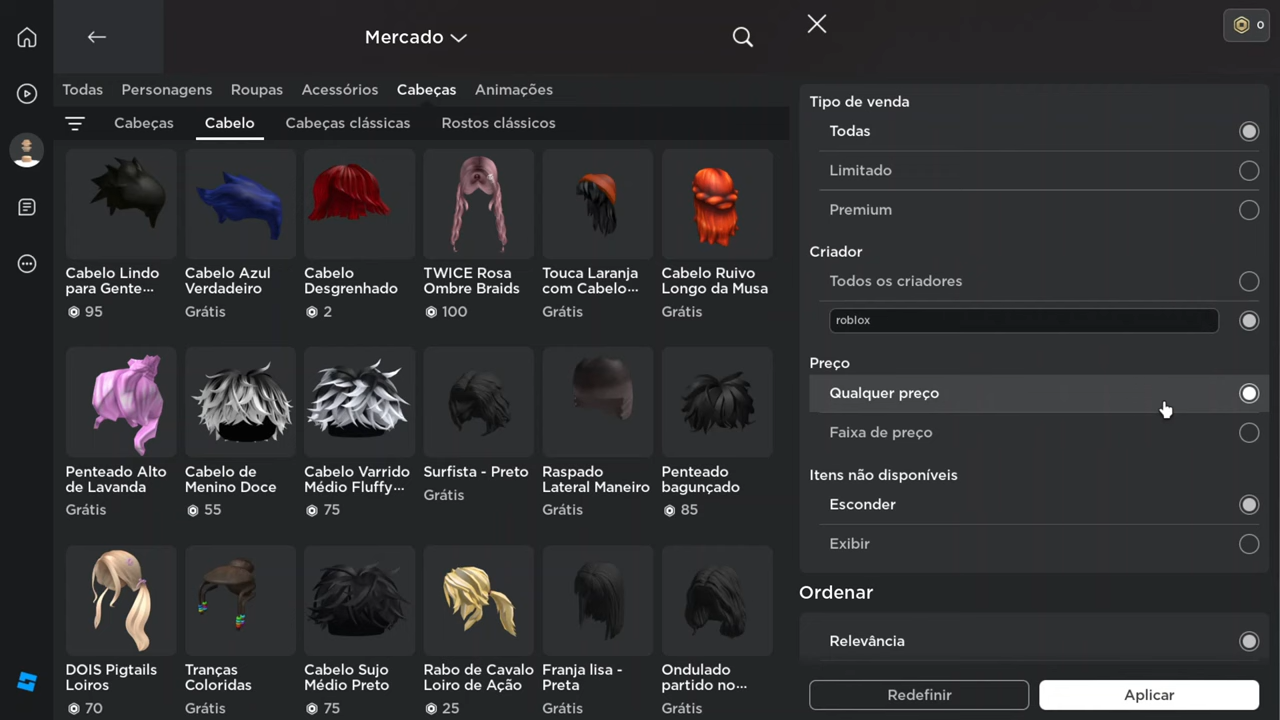 Mercado
0
Todas Personagens Roupas Acessórios Cabeças Animações
Cabeças Cabelo Cabeças clássicas Rostos clássicos
Cabelo Lindo
para Gente...
95
Cabelo Azul
Verdadeiro
Grátis
Cabelo
Desgrenhado
2
TWICE Rosa
Ombre Braids
100
Touca Laranja
com Cabelo...
Grátis
Cabelo Ruivo
Longo da Musa
Grátis
Penteado Alto
de Lavanda
Grátis
Cabelo de
Menino Doce
55
Cabelo Varrido
Médio Fluffy...
75
Surfista - Preto
Grátis
Raspado
Lateral Maneiro
Grátis
Penteado
bagunçado
85
DOIS Pigtails
Loiros
70
Tranças
Coloridas
Grátis
Cabelo Sujo
Médio Preto
75
Rabo de Cavalo
Loiro de Ação
25
Franja lisa -
Preta
Grátis
Ondulado
partido no...
Grátis
Tipo de venda
Todas
Limitado
Premium
Criador
Todos os criadores
roblox
Preço
Qualquer preço
Faixa de preço
Itens não disponíveis
Esconder
Exibir
Ordenar
Relevância
Redefinir
Aplicar